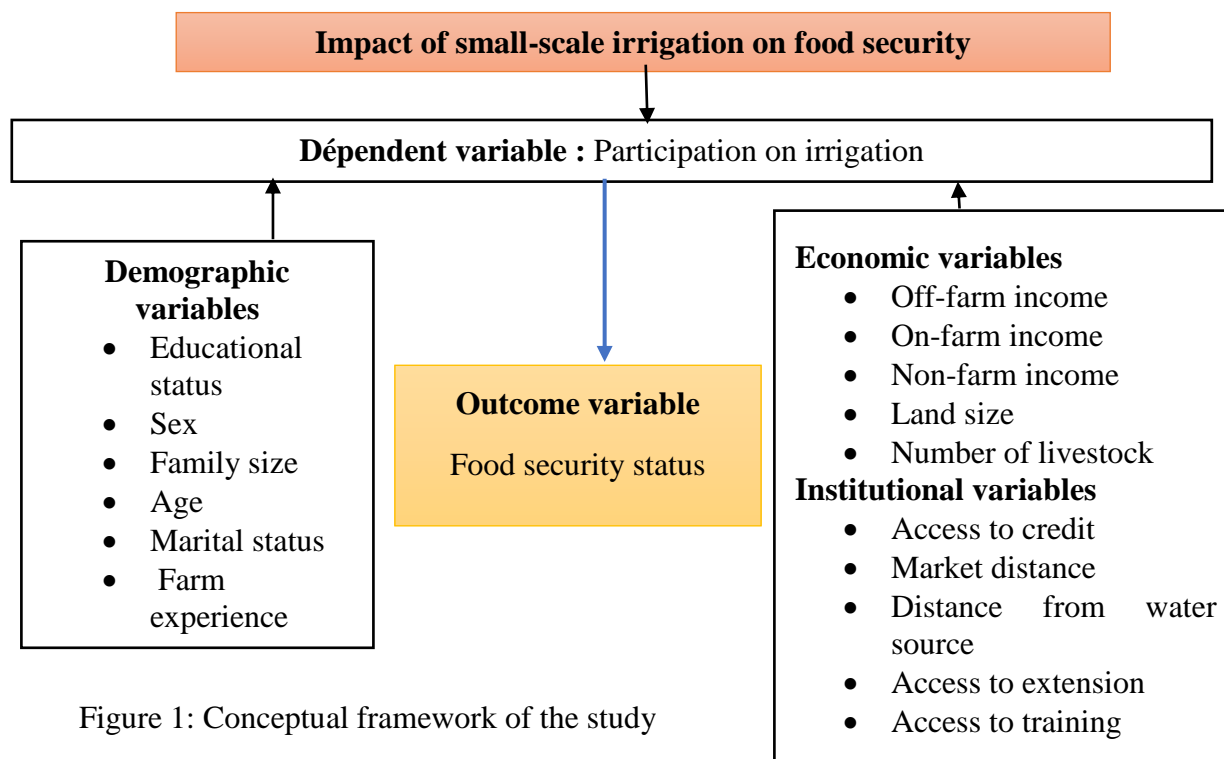 Impact of small-scale irrigation on food security
Dépendent variable : Participation on irrigation
Demographic
variables
• Educational
status
• Sex
• Family size
• Age
• Marital status
• Farm
experience
Outcome variable
Food security status
Economic variables
• Off-farm income
• On-farm income
• Non-farm income
• Land size
• Number of livestock
Institutional variables
• Access to credit
• Market distance
• Distance from water
source
• Access to extension
• Access to training
Figure 1: Conceptual framework of the study